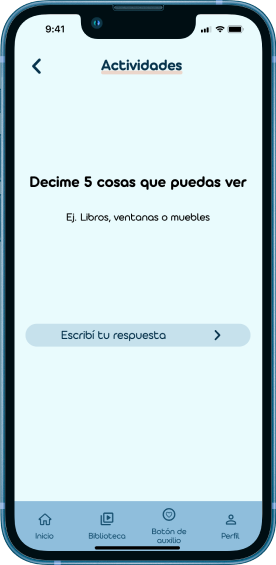 9:41
Actividades
Decime 5 cosas que puedas ver
Ej. Libros, ventanas o muebles
Escribí tu respuesta
Inicio
Biblioteca
Botón de
auxilio
Perfil